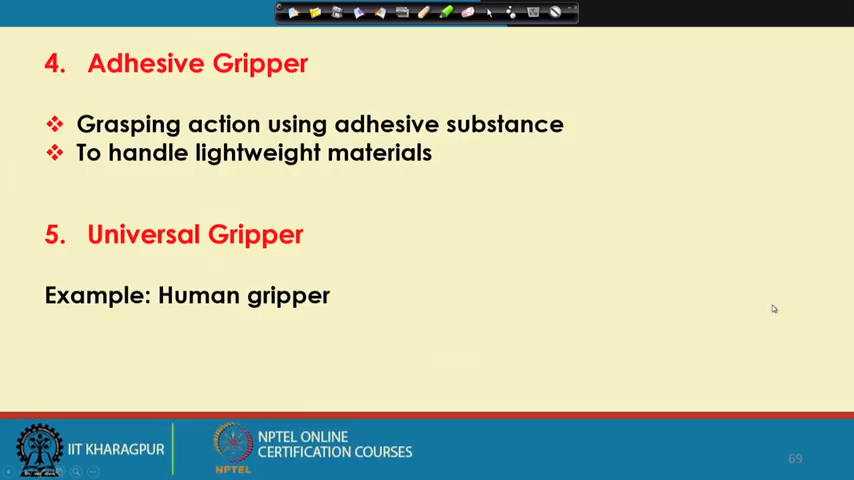 4. Adhesive Gripper
❖ Grasping action using adhesive substance
❖ To handle lightweight materials
5. Universal Gripper
Example: Human gripper
IIT KHARAGPUR
NPTEL
NPTEL ONLINE
CERTIFICATION COURSES
69